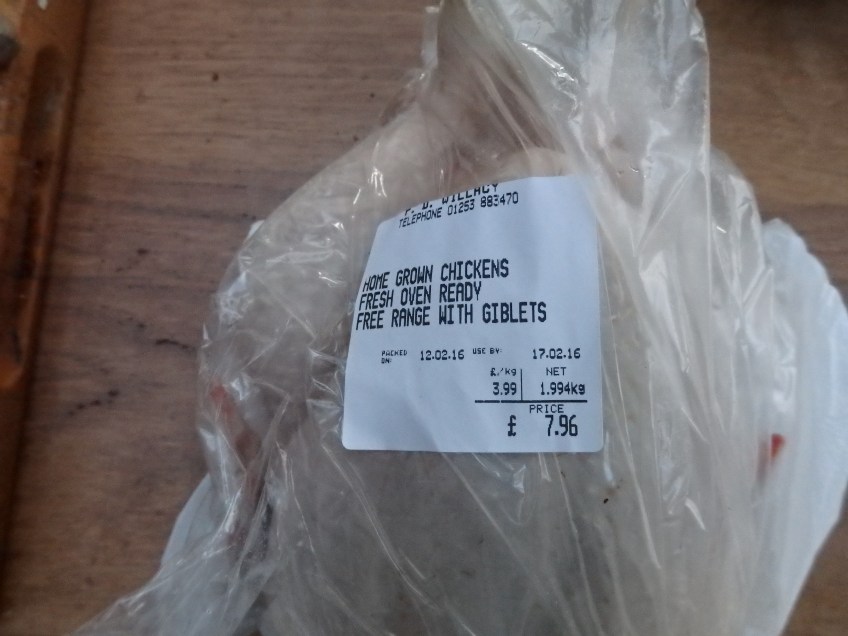 F. D. WILLACY
TELEPHONE 01253 883470
HOME GROWN CHICKENS
FRESH OVEN READY
FREE RANGE WITH GIBLETS
PACKED ON: 12.02.16 USE BY: 17.02.16
£/kg NET
3.99 1.994kg
PRICE
£ 7.96